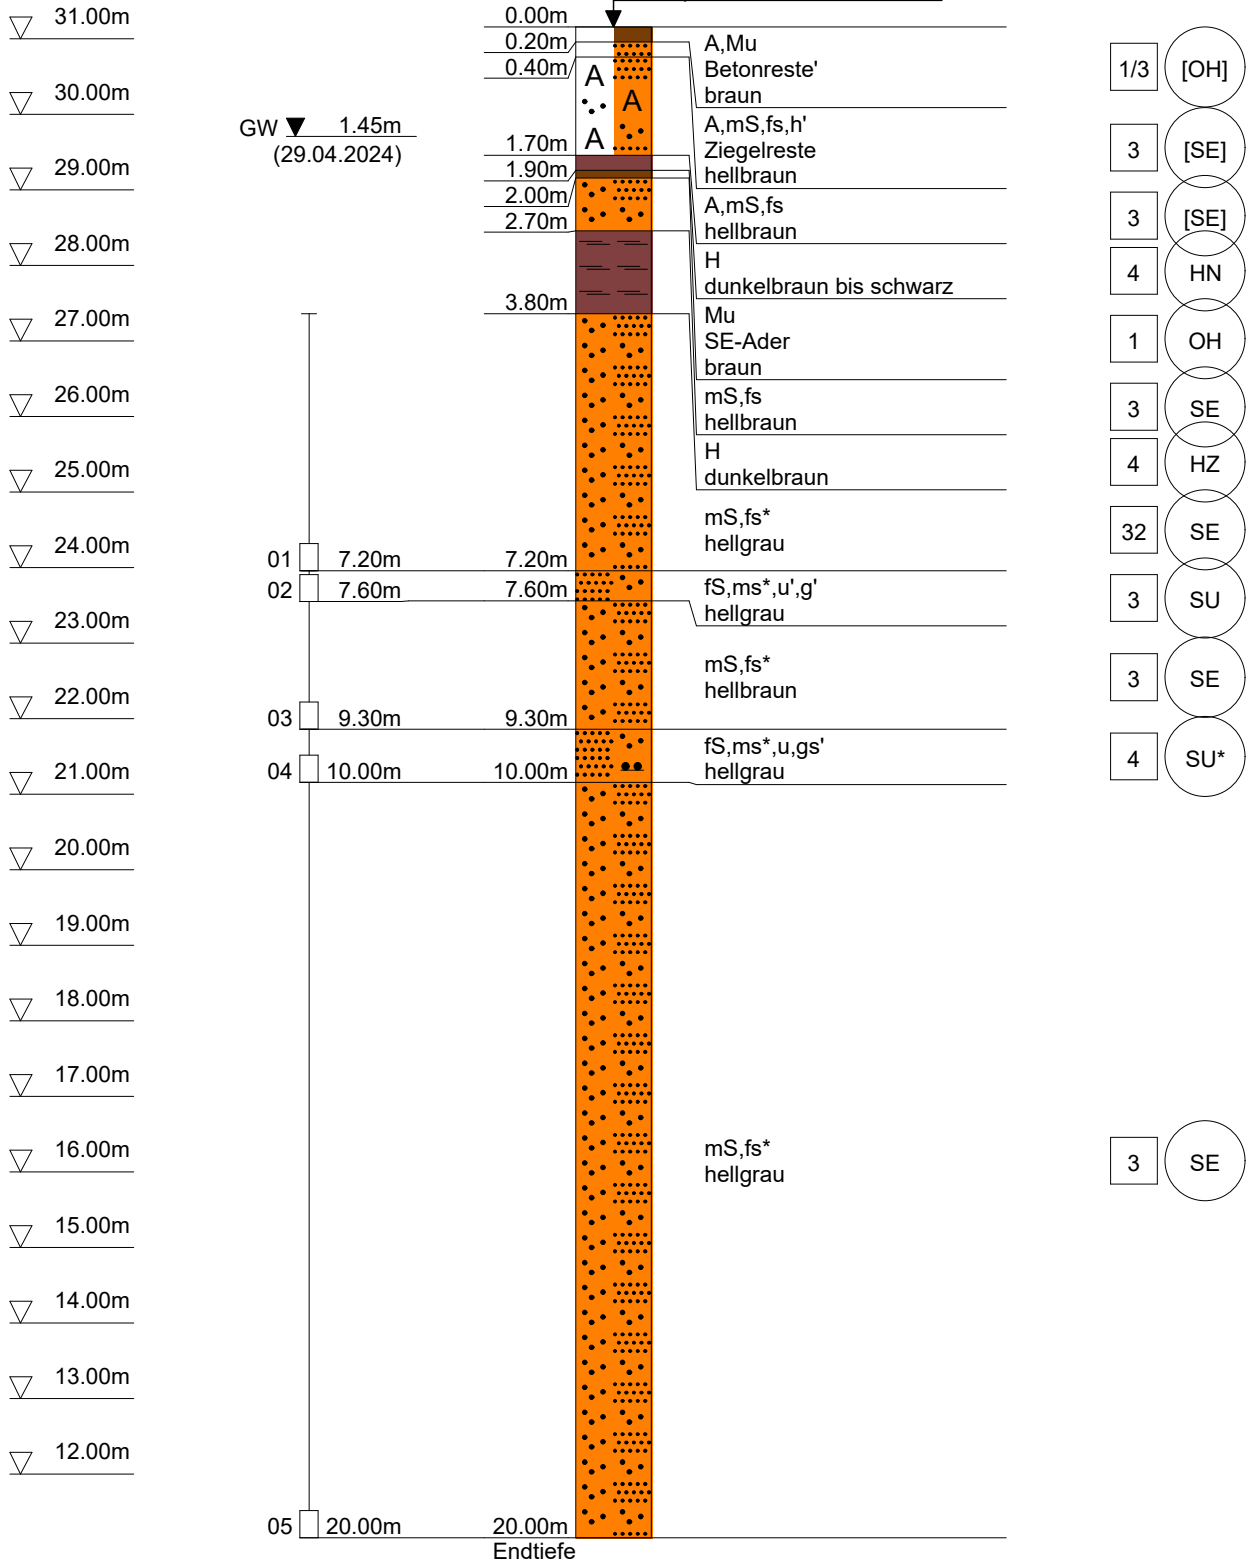 31.00m
30.00m
29.00m
28.00m
27.00m
26.00m
25.00m
24.00m
23.00m
22.00m
21.00m
20.00m
19.00m
18.00m
17.00m
16.00m
15.00m
14.00m
13.00m
12.00m
GW 1.45m
(29.04.2024)
01 7.20m
02 7.60m
03 9.30m
04 10.00m
05 20.00m
0.00m
0.20m
0.40m
1.70m
1.90m
2.00m
2.70m
3.80m
7.20m
7.60m
9.30m
10.00m
20.00m
Endtiefe
A
A
A
A,Mu
Betonreste'
braun
A,mS,fs,h'
Ziegelreste
hellbraun
A,mS,fs
hellbraun
H
dunkelbraun bis schwarz
Mu
SE-Ader
braun
mS,fs
hellbraun
H
dunkelbraun
mS,fs*
hellgrau
fS,ms*,u',g'
hellgrau
mS,fs*
hellbraun
fS,ms*,u,gs'
hellgrau
mS,fs*
hellgrau
1/3 [OH]
3 [SE]
3 [SE]
4 HN
1 OH
3 SE
4 HZ
32 SE
3 SU
3 SE
4 SU*
3 SE